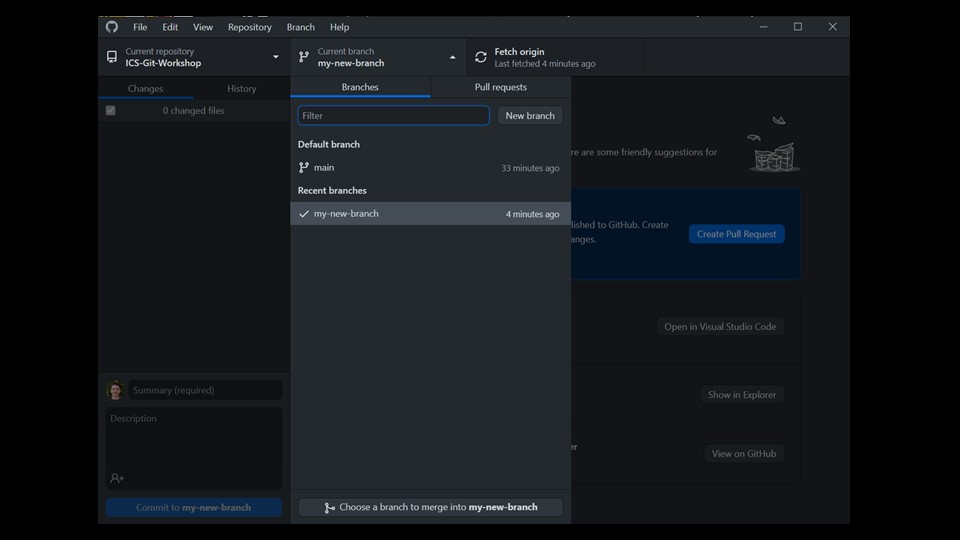 File Edit View Repository Branch Help
Current repository
ICS-Git-Workshop
Current branch
my-new-branch
Fetch origin
Last fetched 4 minutes ago
Changes
History
Branches
Pull requests
0 changed files
Filter
New branch
Default branch
main
33 minutes ago
Recent branches
my-new-branch
4 minutes ago
re are some friendly suggestions for
lished to GitHub. Create
anges.
Create Pull Request
Open in Visual Studio Code
Show in Explorer
er
View on GitHub
Summary (required)
Description
Commit to my-new-branch
Choose a branch to merge into my-new-branch